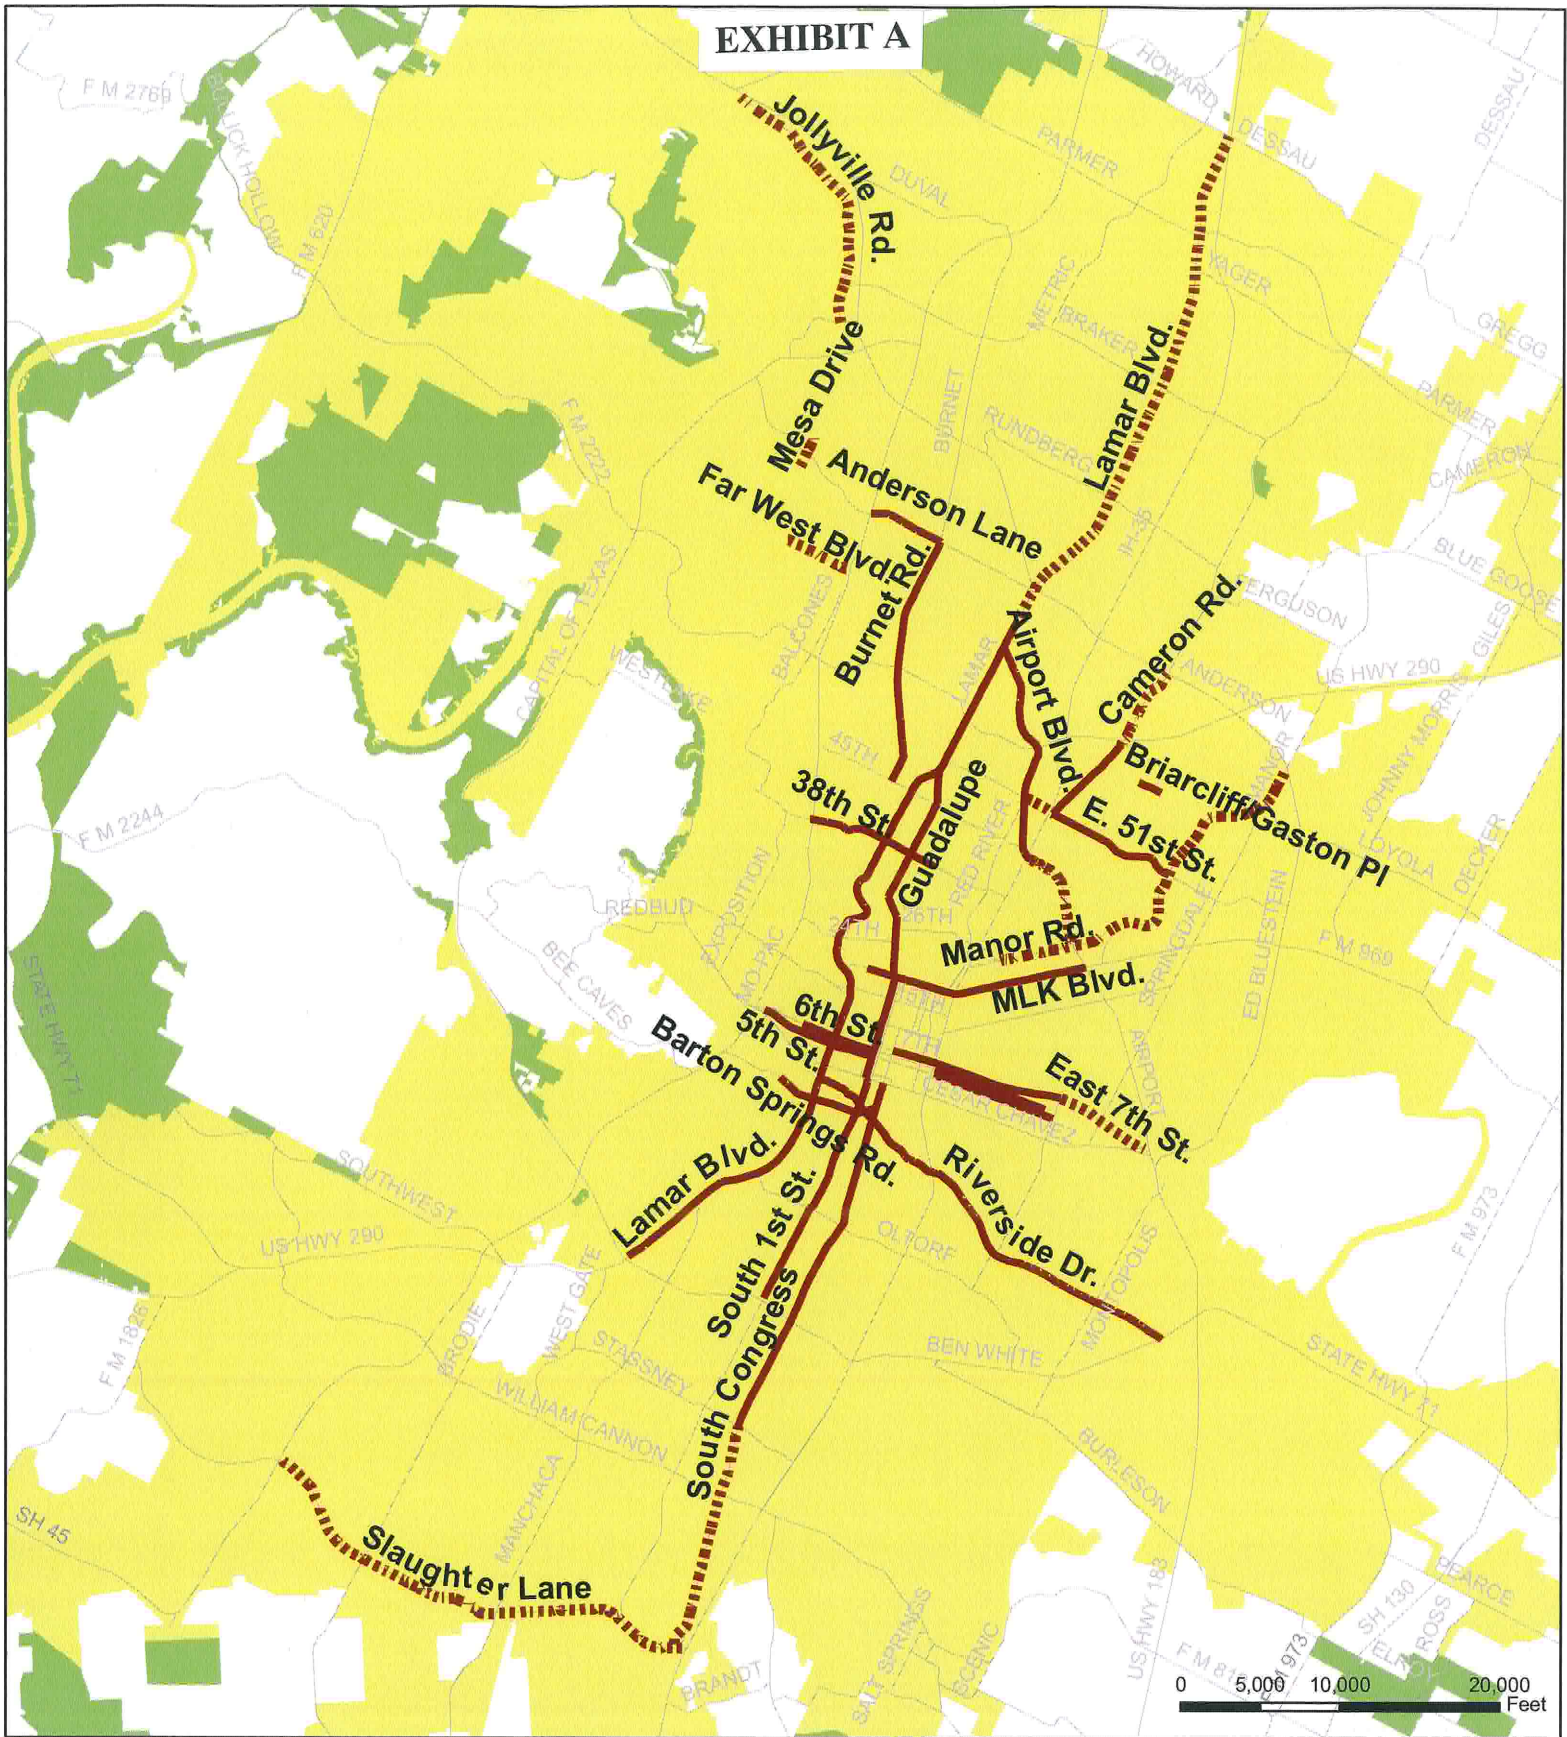 EXHIBIT A
F M 2769
BULLICK HOLLOW
F M 620
Jollyville Rd.
DUVAL
PARMER
HOWARD
DESSAU
DESSAU
YAGER
METRIC
BRAKER
GREGG
Mesa Drive
BURNET
RUNDBERG
Lamar Blvd.
PARMER
CAMERON
F M 2222
Anderson Lane
Far West Blvd.
IH-35
BLUE GOOSE
FERGUSON
GILES
Burnet Rd.
BALCONES
CAPITAL OF TEXAS
WESTLAKE
LAMAR
Airport Blvd.
Cameron Rd.
ANDERSON
US HWY 290
JOHNNY MORRIS
45TH
38th St.
Guadalupe
RED RIVER
E. 51st St.
Briarcliff/Gaston Pl
MANOR
LOYOLA
DECKER
F M 2244
EXPOSITION
REDBUD
BEE CAVES
MO-PAC
24TH
26TH
Manor Rd.
MLK Blvd.
SPRINGDALE
ED BLUESTEIN
F M 969
STATE HWY 71
15TH
7TH
6th St.
5th St.
Barton Springs Rd.
CESAR CHAVEZ
East 7th St.
AIRPORT
Lamar Blvd.
South 1st St.
Riverside Dr.
OLTORF
MONTOPOLIS
F M 973
SOUTHWEST
US HWY 290
F M 1826
BRODIE
WEST GATE
STASSNEY
WILLIAM CANNON
South Congress
BEN WHITE
STATE HWY 71
BURLESON
SH 45
Slaughter Lane
MANCHACA
BRANDT
SALT SPRINGS
SCENIC
US HWY 183
F M 973
SH 130
ELROY
ROSS
PEARCE
0 5,000 10,000 20,000
Feet